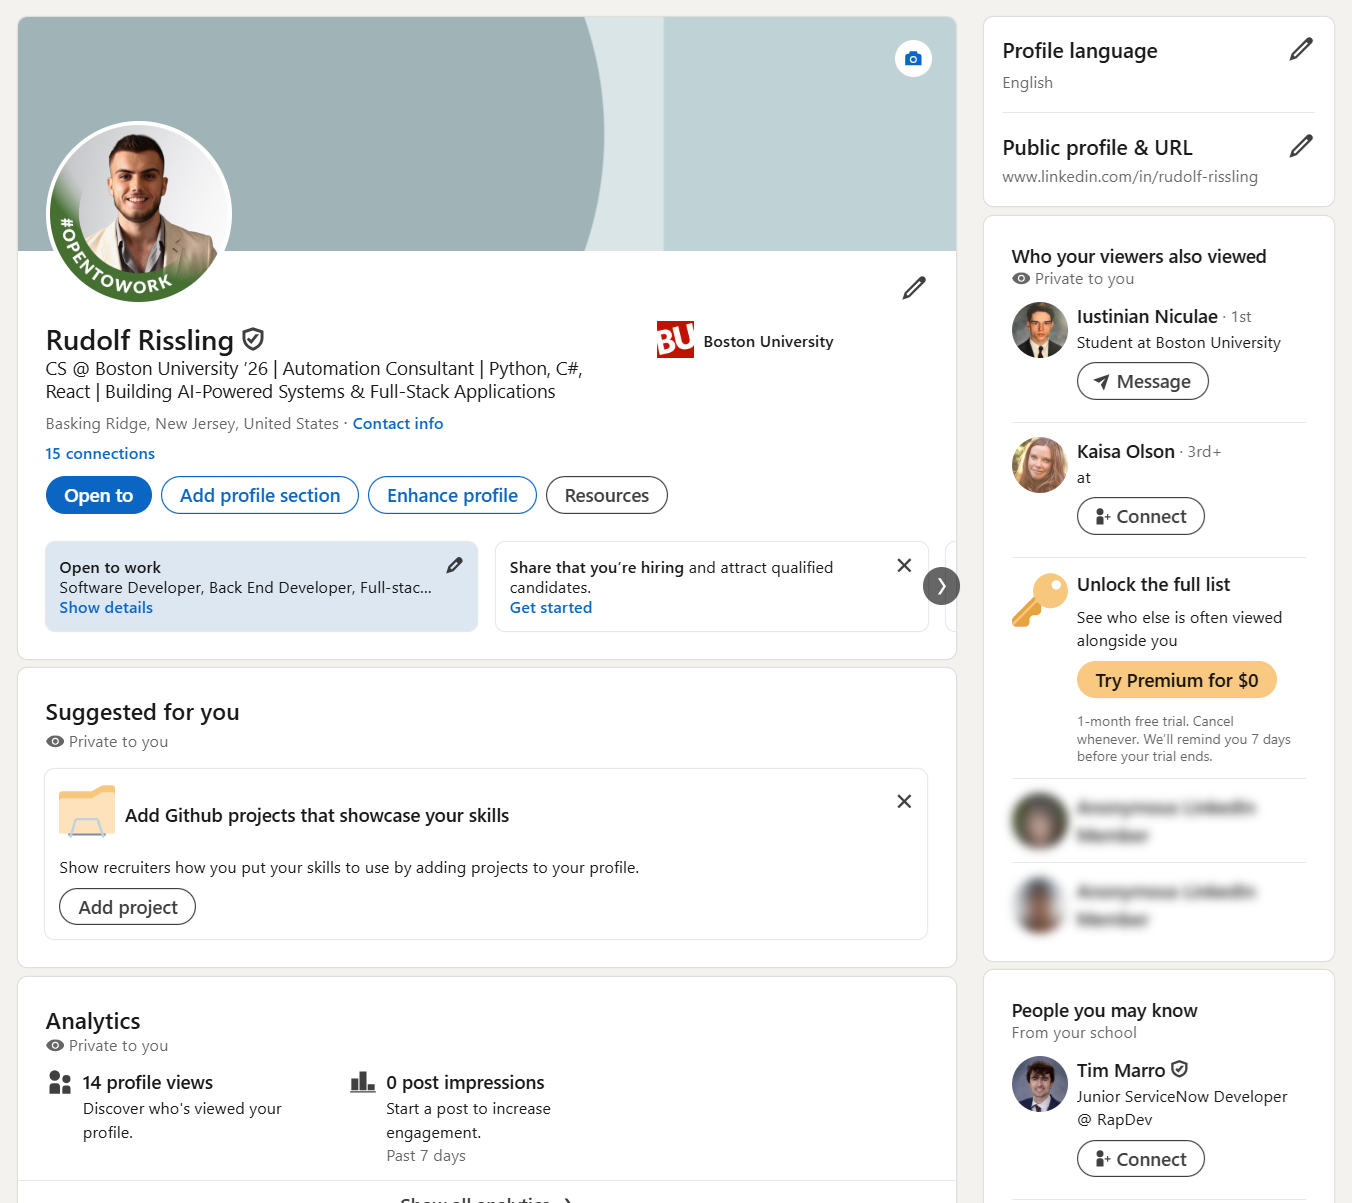 #OPENTOWORK
Rudolf Rissling
CS @ Boston University ’26 | Automation Consultant | Python, C#,
React | Building AI-Powered Systems & Full-Stack Applications
Basking Ridge, New Jersey, United States · Contact info
15 connections
BU Boston University
Open to
Add profile section
Enhance profile
Resources
Open to work
Software Developer, Back End Developer, Full-stac...
Show details
Share that you’re hiring and attract qualified
candidates.
Get started
Suggested for you
Private to you
Add Github projects that showcase your skills
Show recruiters how you put your skills to use by adding projects to your profile.
Add project
Analytics
Private to you
14 profile views
Discover who's viewed your
profile.
0 post impressions
Start a post to increase
engagement.
Past 7 days
Show all analytics
Profile language
English
Public profile & URL
www.linkedin.com/in/rudolf-rissling
Who your viewers also viewed
Private to you
Iustinian Niculae · 1st
Student at Boston University
Message
Kaisa Olson · 3rd+
at
Connect
Unlock the full list
See who else is often viewed
alongside you
Try Premium for $0
1-month free trial. Cancel
whenever. We’ll remind you 7 days
before your trial ends.
Anonymous LinkedIn
Member
Anonymous LinkedIn
Member
People you may know
From your school
Tim Marro
Junior ServiceNow Developer
@ RapDev
Connect